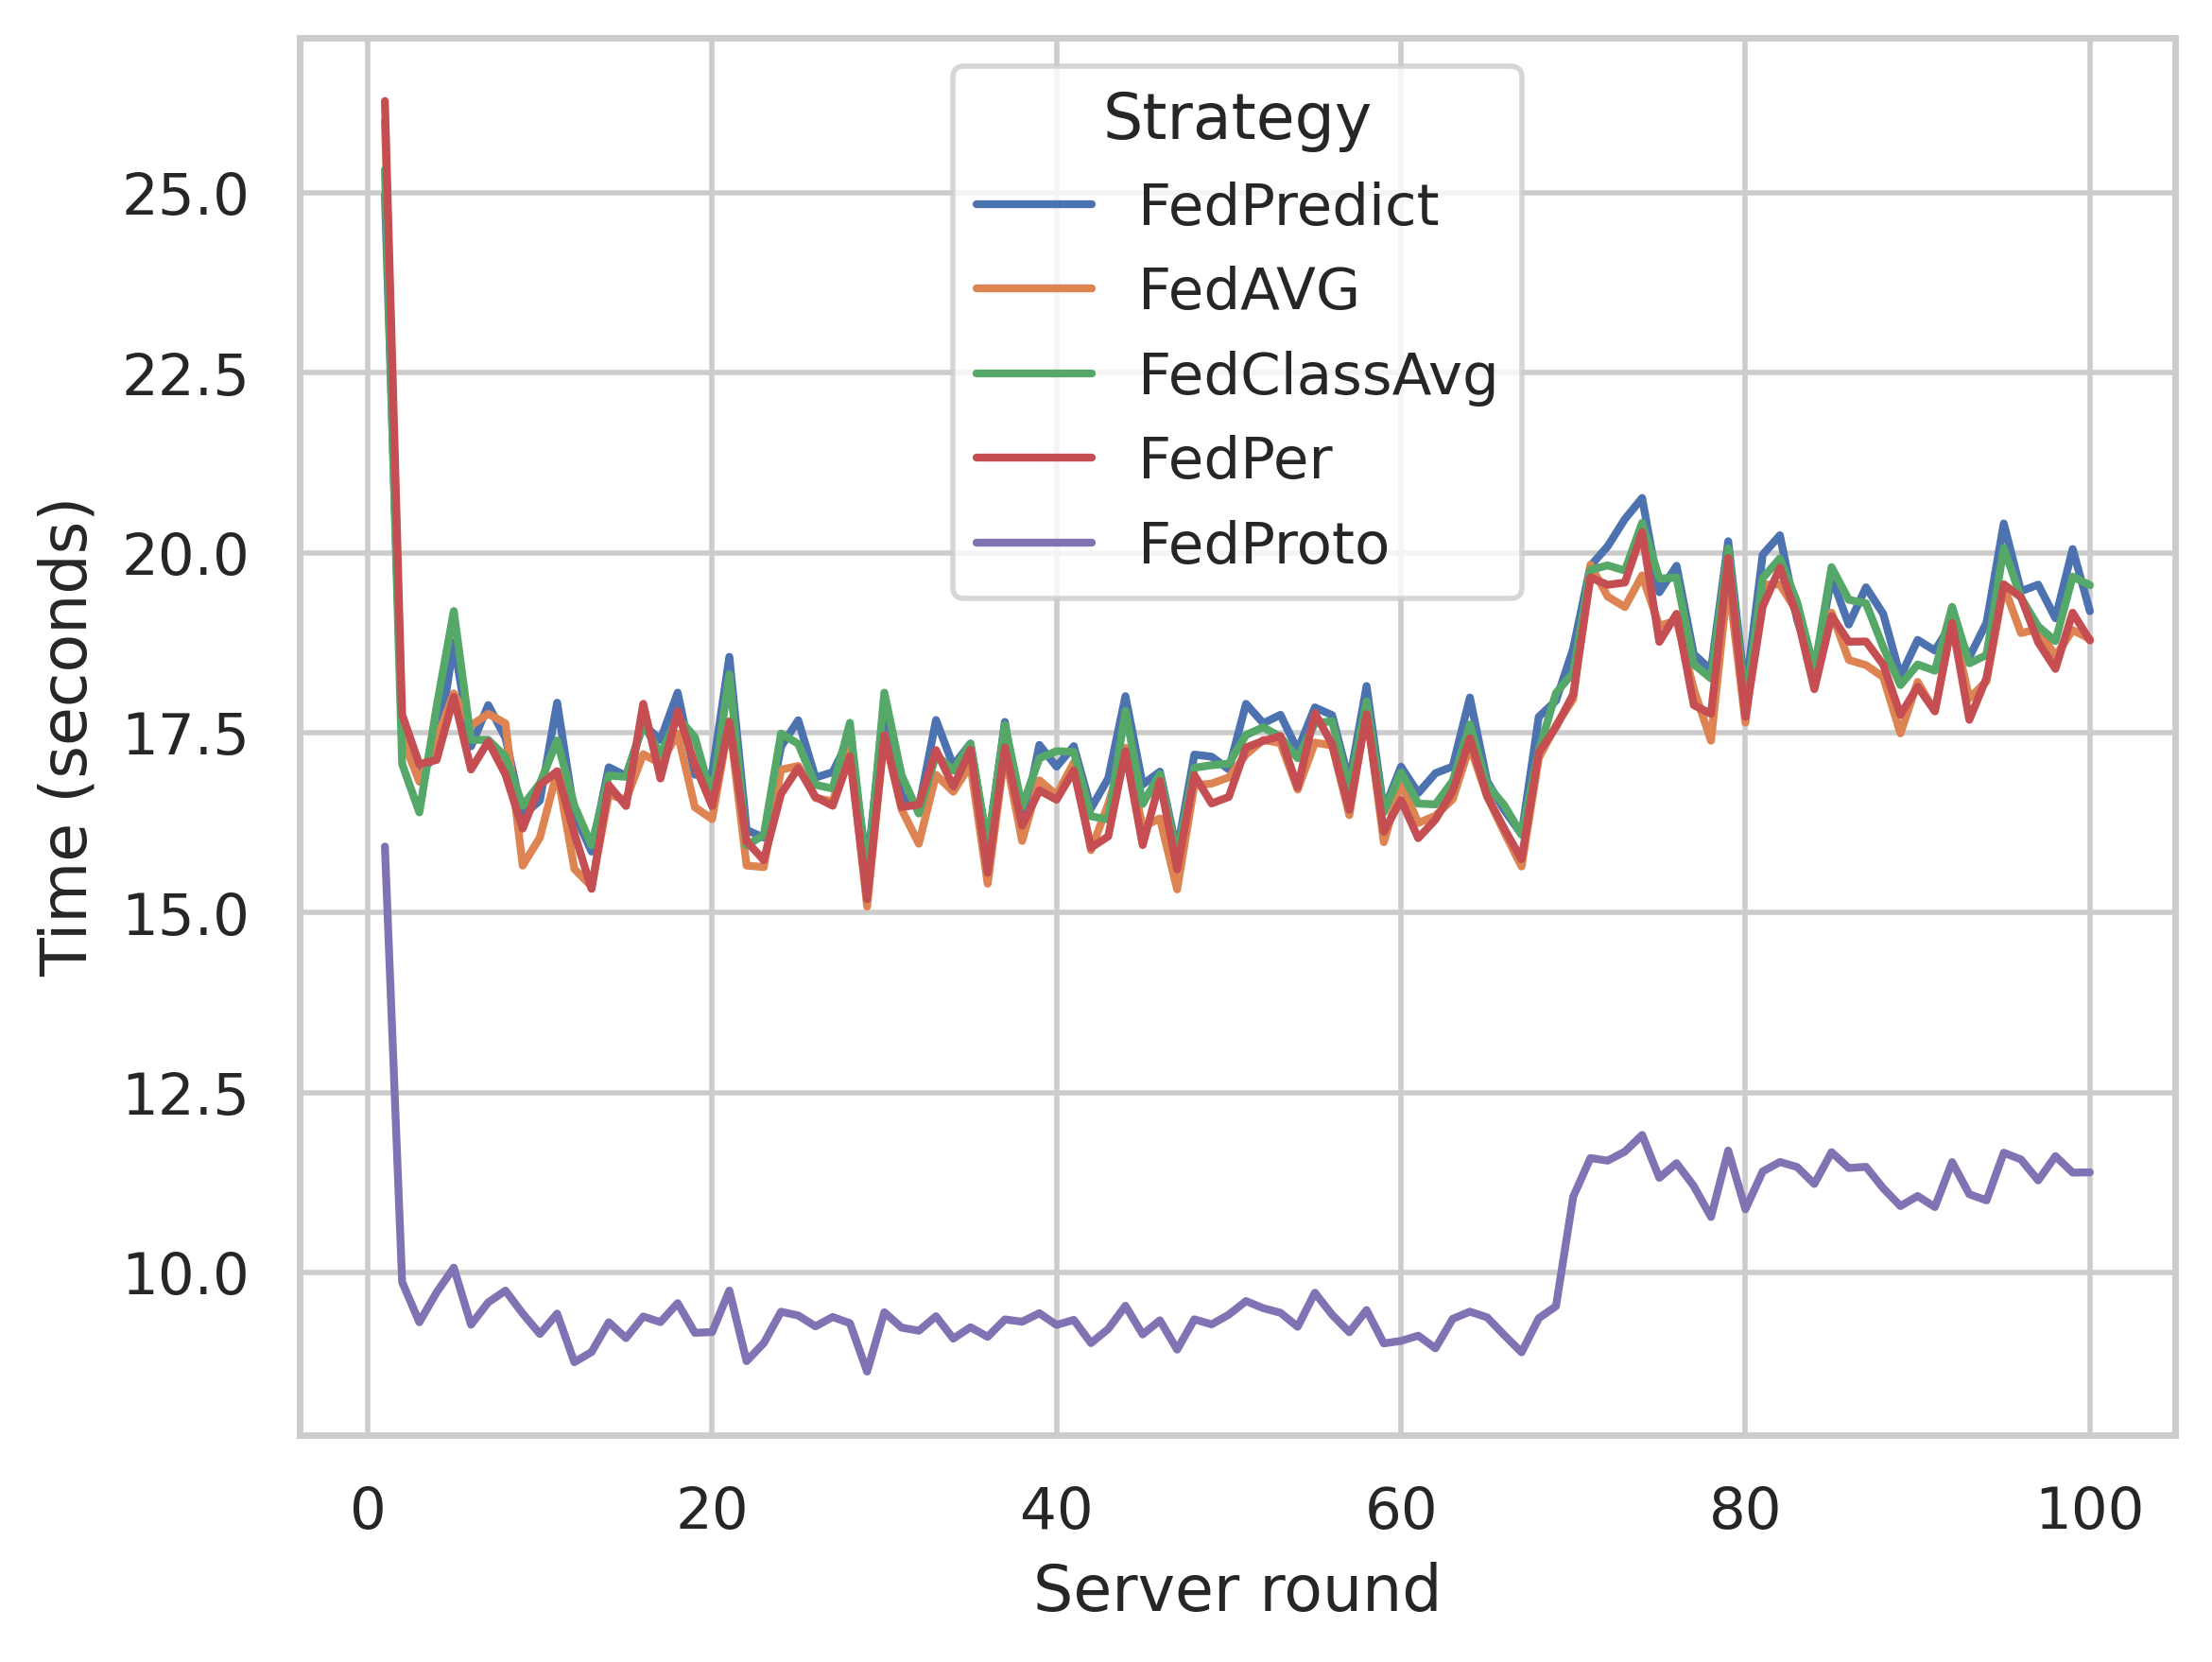 Strategy
FedPredict
FedAVG
FedClassAvg
FedPer
FedProto
Time (seconds)
25.0
22.5
20.0
17.5
15.0
12.5
10.0
0 20 40 60 80 100
Server round